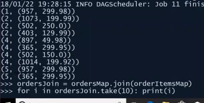 18/01/22 19:28:15 INFO DAGScheduler: Job 11 finis
(1, (957, 299.98))
(2, (1073, 199.99))
(2, (502, 250.0))
(2, (403, 129.99))
(4, (897, 49.98))
(4, (365, 299.95))
(4, (502, 150.0))
(4, (1014, 199.92))
(5, (957, 299.98))
(5, (365, 299.95))
>>> ordersJoin = ordersMap.join(orderItemsMap)
>>> for i in ordersJoin.take(10): print(i)